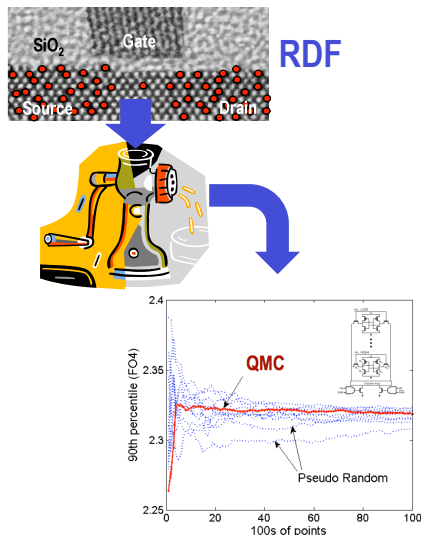 SiO2
Gate
RDF
Source
Drain
2.4
2.35
2.3
2.25
90th percentile (FO4)
QMC
Pseudo Random
0
20
40
60
80
100
100s of points